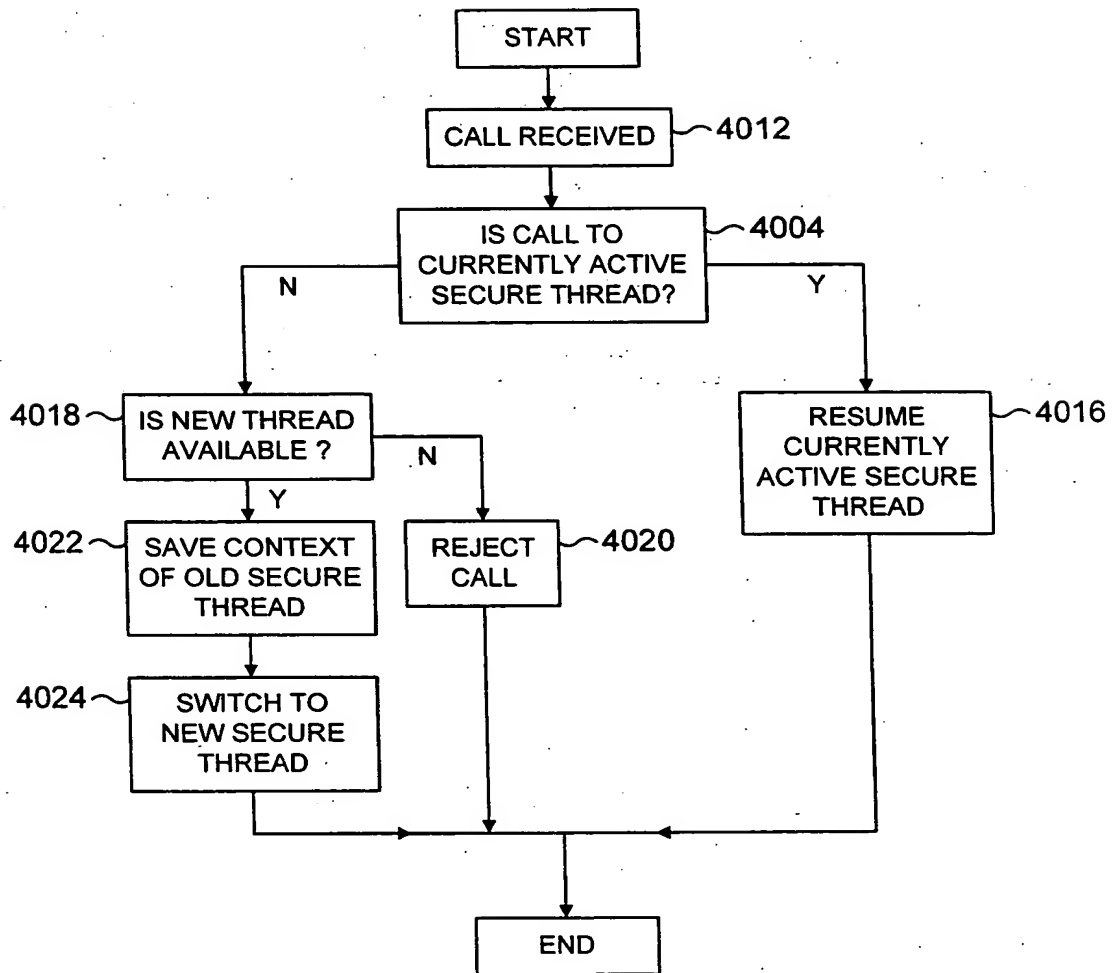 START
CALL RECEIVED
4012
IS CALL TO
CURRENTLY ACTIVE
SECURE THREAD?
4004
N
Y
4018
IS NEW THREAD
AVAILABLE ?
N
Y
RESUME
CURRENTLY
ACTIVE SECURE
THREAD
4016
4022
SAVE CONTEXT
OF OLD SECURE
THREAD
REJECT
CALL
4020
4024
SWITCH TO
NEW SECURE
THREAD
END